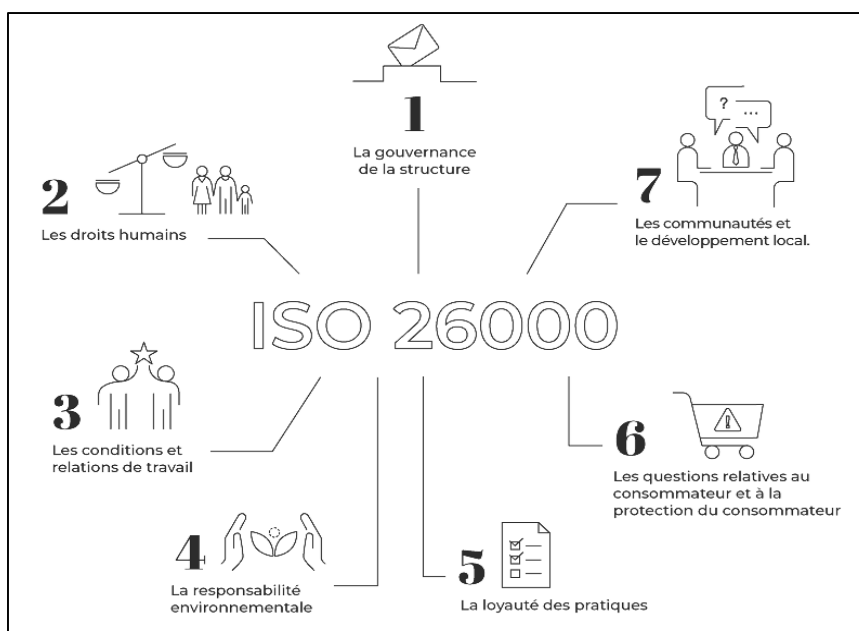 1
La gouvernance
de la structure
2
Les droits humains
7
Les communautés et
le développement local.
? ...
ISO 26000
3
Les conditions et
relations de travail
6
Les questions relatives au
consommateur et à la
protection du consommateur
4
La responsabilité
environnementale
5
La loyauté des pratiques